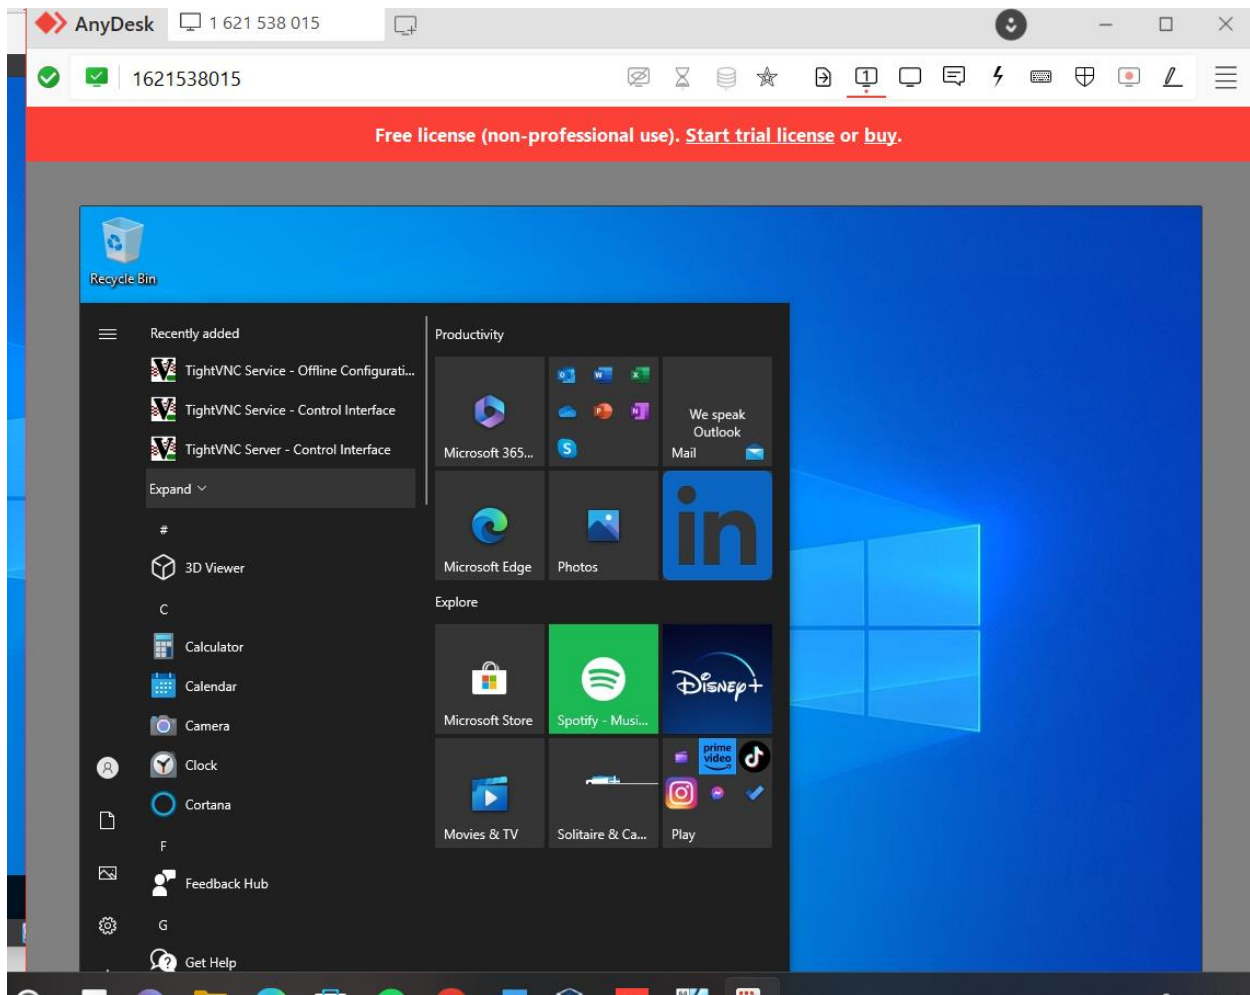 AnyDesk
1 621 538 015
1621538015
1
Free license (non-professional use). Start trial license or buy.
Recycle Bin
Recently added
TightVNC Service - Offline Configurati...
TightVNC Service - Control Interface
TightVNC Server - Control Interface
Expand
#
3D Viewer
C
Calculator
Calendar
Camera
Clock
Cortana
F
Feedback Hub
G
Get Help
Productivity
Microsoft 365...
We speak
Outlook
Mail
Microsoft Edge
Photos
in
Explore
Microsoft Store
Spotify - Musi...
Disney+
Movies & TV
Solitaire & Ca...
prime
video
Play